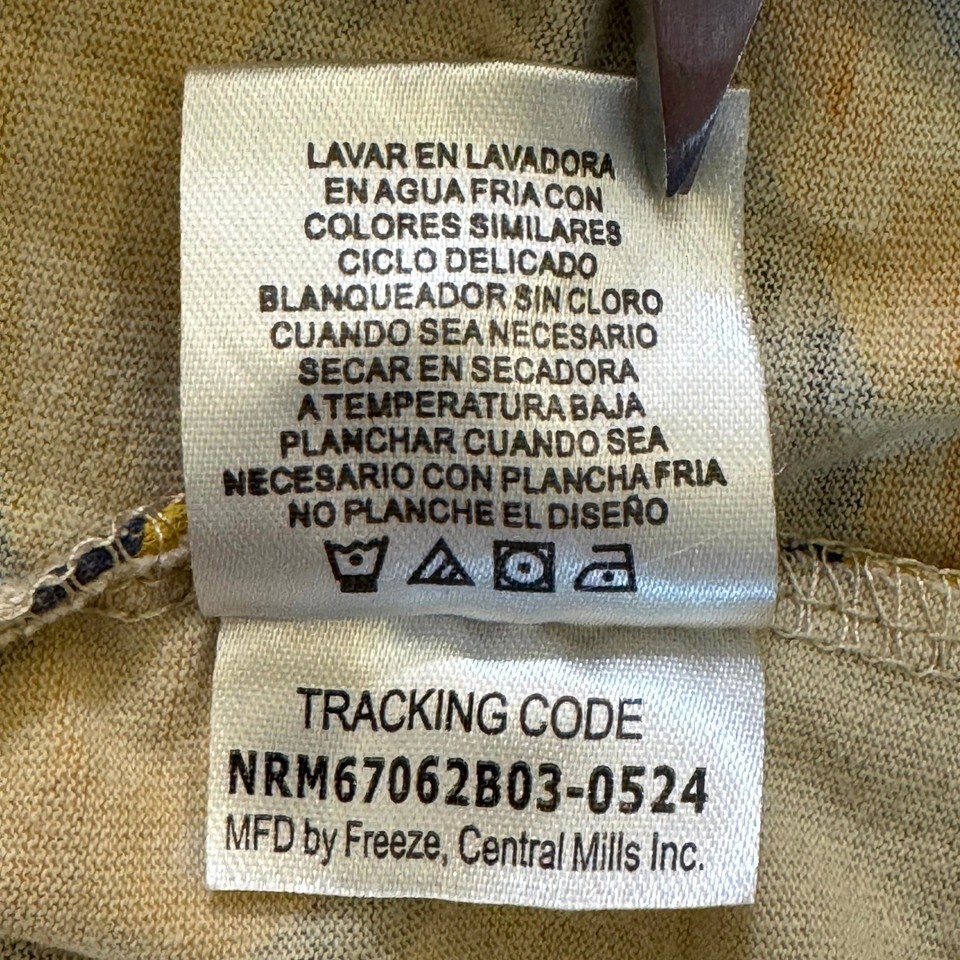 LAVAR EN LAVADORA
EN AGUA FRIA CON
COLORES SIMILARES
CICLO DELICADO
BLANQUEADOR SIN CLORO
CUANDO SEA NECESARIO
SECAR EN SECADORA
A TEMPERATURA BAJA
PLANCHAR CUANDO SEA
NECESARIO CON PLANCHA FRIA
NO PLANCHE EL DISEÑO
TRACKING CODE
NRM67062B03-0524
MFD by Freeze, Central Mills Inc.